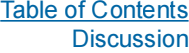 Table of Contents
Discussion